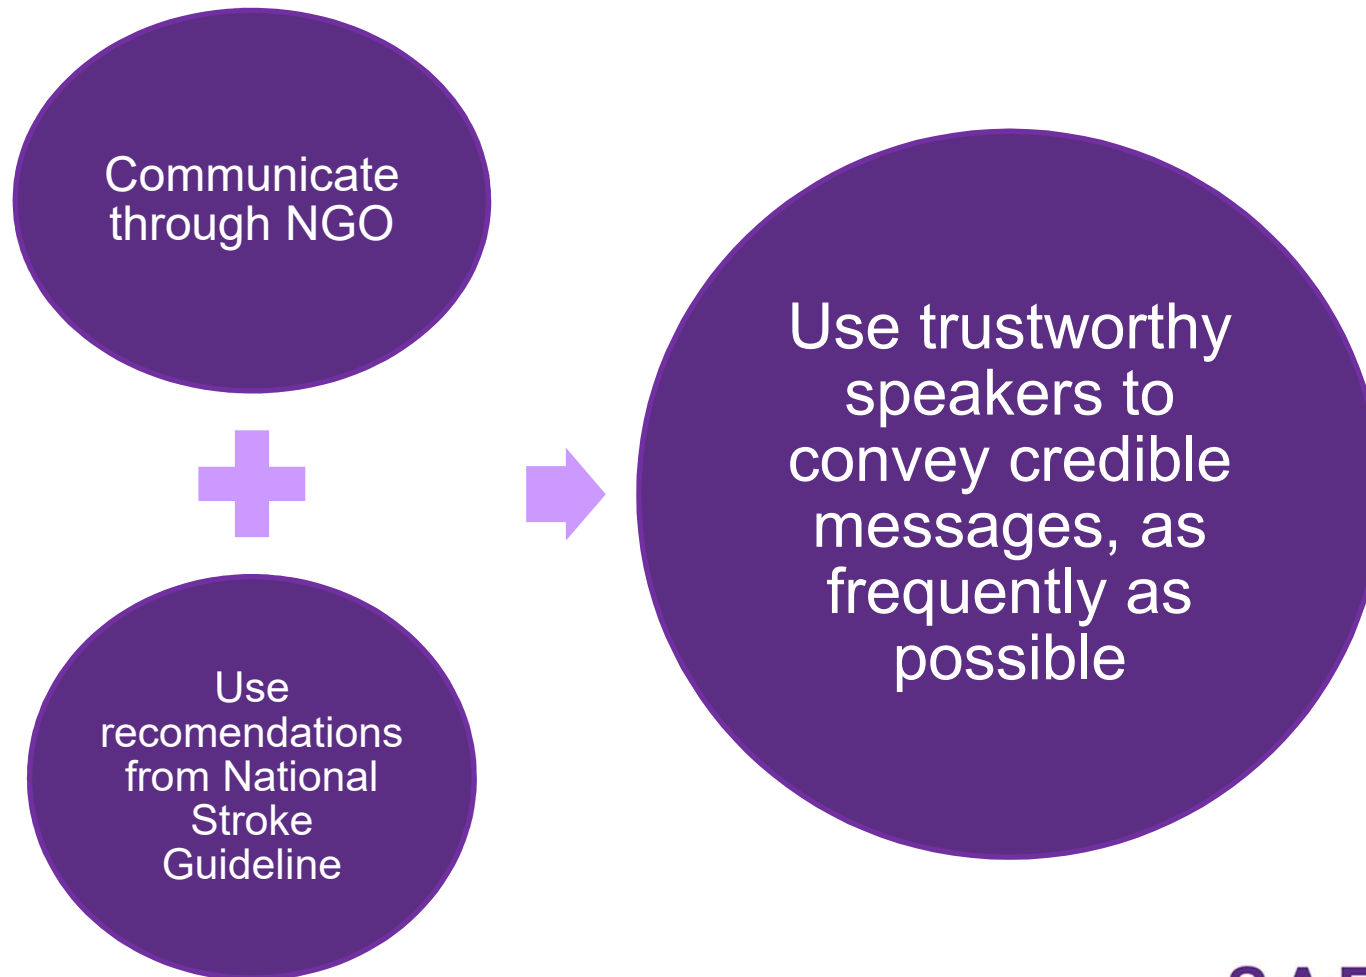 Communicate
through NGO
Use
recomendations
from National
Stroke
Guideline
Use trustworthy
speakers to
convey credible
messages, as
frequently as
possible